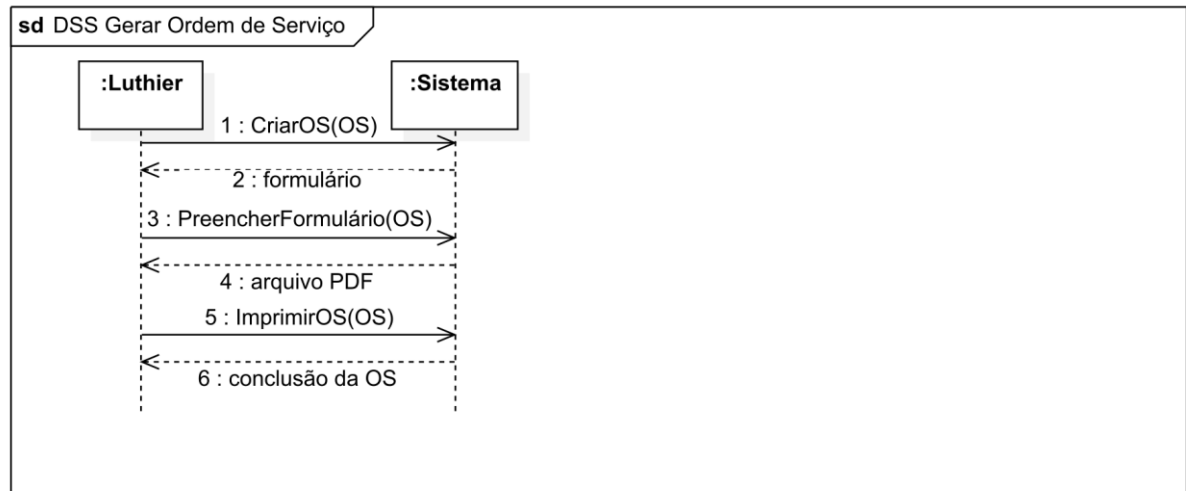 sd DSS Gerar Ordem de Serviço
:Luthier
:Sistema
1 : CriarOS(OS)
2 : formulário
3 : PreencherFormulário(OS)
4 : arquivo PDF
5 : ImprimirOS(OS)
6 : conclusão da OS